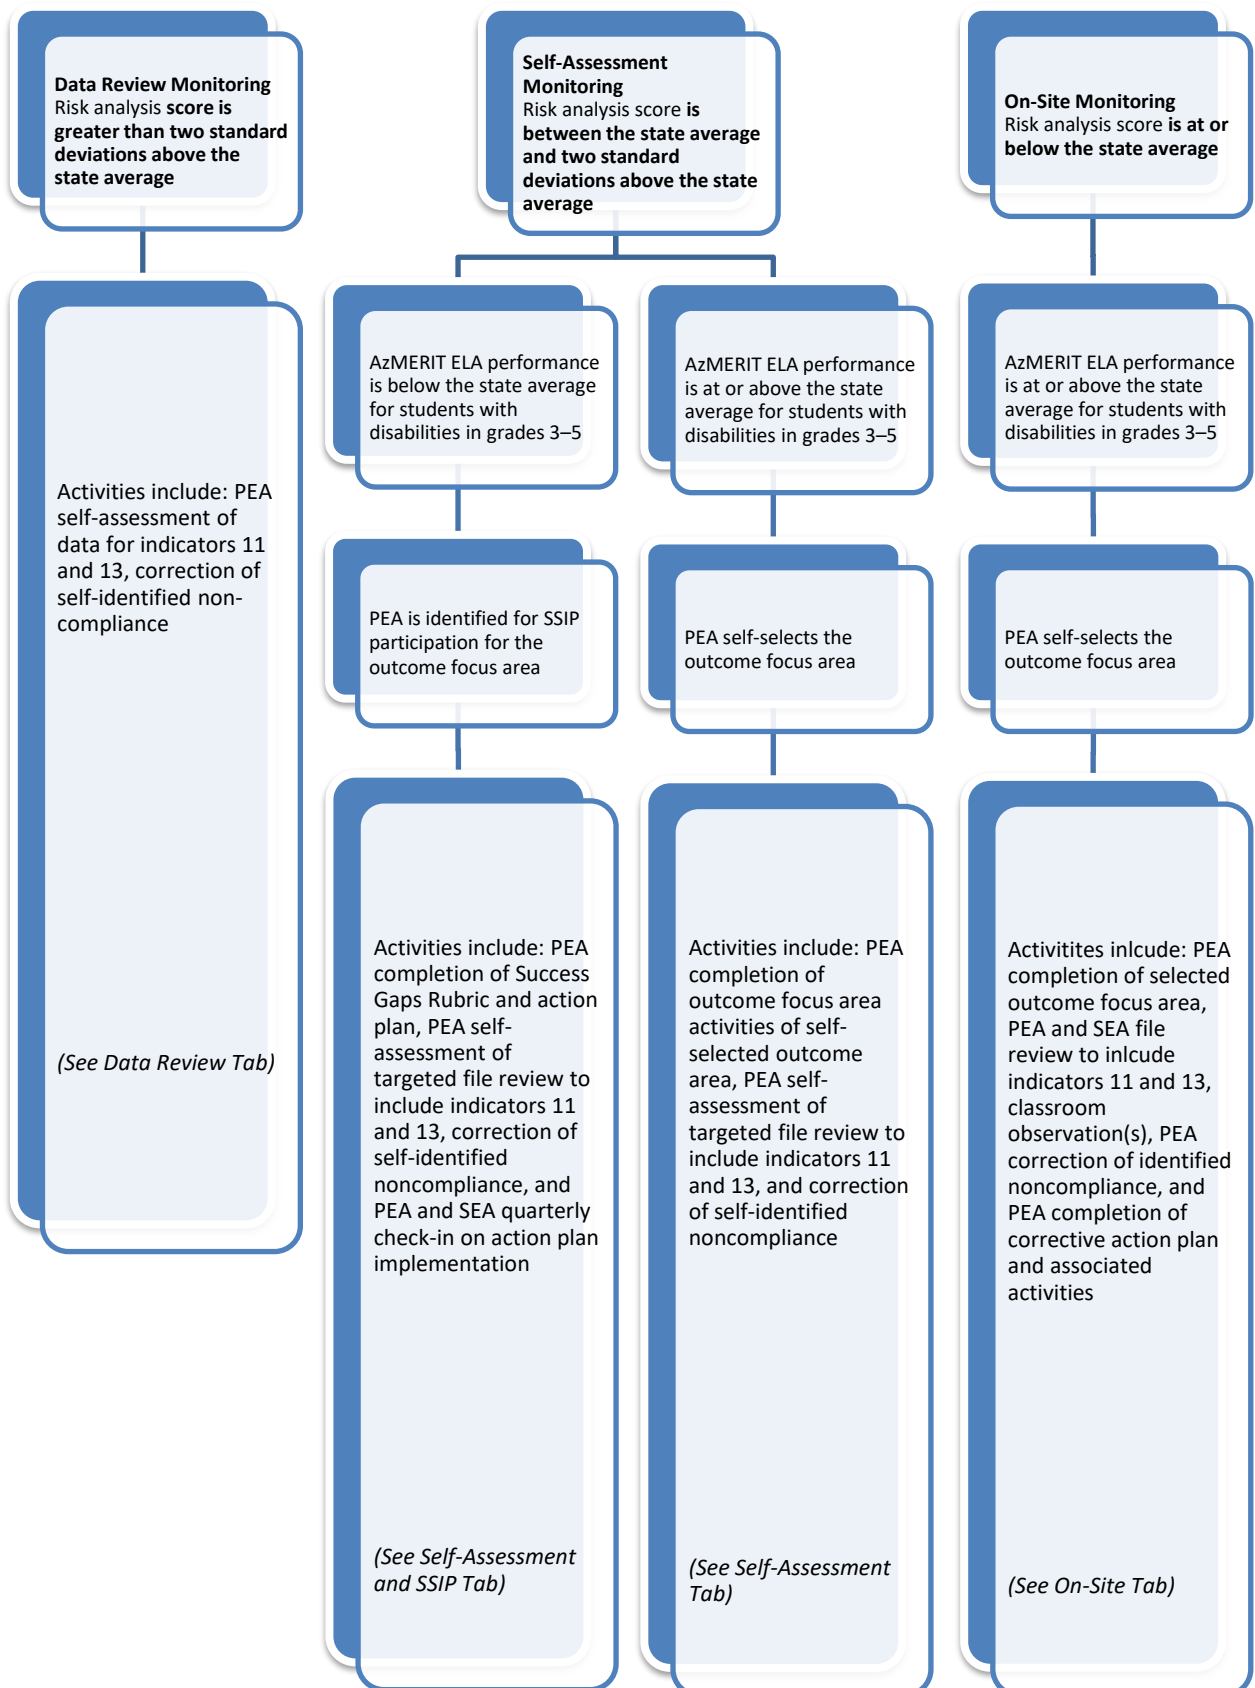 Data Review Monitoring
Risk analysis score is
greater than two standard
deviations above the
state average
Self-Assessment
Monitoring
Risk analysis score is
between the state average
and two standard
deviations above the state
average
On-Site Monitoring
Risk analysis score is at or
below the state average
Activities include: PEA
self-assessment of
data for indicators 11
and 13, correction of
self-identified non-
compliance
(See Data Review Tab)
AzMERIT ELA performance
is below the state average
for students with
disabilities in grades 3–5
PEA is identified for SSIP
participation for the
outcome focus area
Activities include: PEA
completion of Success
Gaps Rubric and action
plan, PEA self-
assessment of
targeted file review to
include indicators 11
and 13, correction of
self-identified
noncompliance, and
PEA and SEA quarterly
check-in on action plan
implementation
(See Self-Assessment
and SSIP Tab)
AzMERIT ELA performance
is at or above the state
average for students with
disabilities in grades 3–5
PEA self-selects the
outcome focus area
Activities include: PEA
completion of
outcome focus area
activities of self-
selected outcome
area, PEA self-
assessment of
targeted file review to
include indicators 11
and 13, and correction
of self-identified
noncompliance
(See Self-Assessment
Tab)
AzMERIT ELA performance
is at or above the state
average for students with
disabilities in grades 3–5
PEA self-selects the
outcome focus area
Activitites inlcude: PEA
completion of selected
outcome focus area,
PEA and SEA file
review to inlcude
indicators 11 and 13,
classroom
observation(s), PEA
correction of identified
noncompliance, and
PEA completion of
corrective action plan
and associated
activities
(See On-Site Tab)